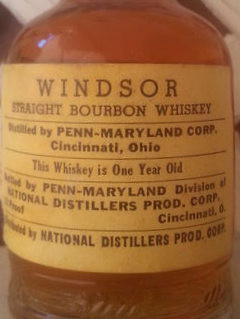 WINDSOR
STRAIGHT BOURBON WHISKEY
Distilled by PENN-MARYLAND CORP.
Cincinnati, Ohio
This Whiskey is One Year Old
by PENN-MARYLAND Division of
NATIONAL DISTILLERS PROD. CORP.
Proof Cincinnati, O.
by NATIONAL DISTILLERS PROD. CORP.